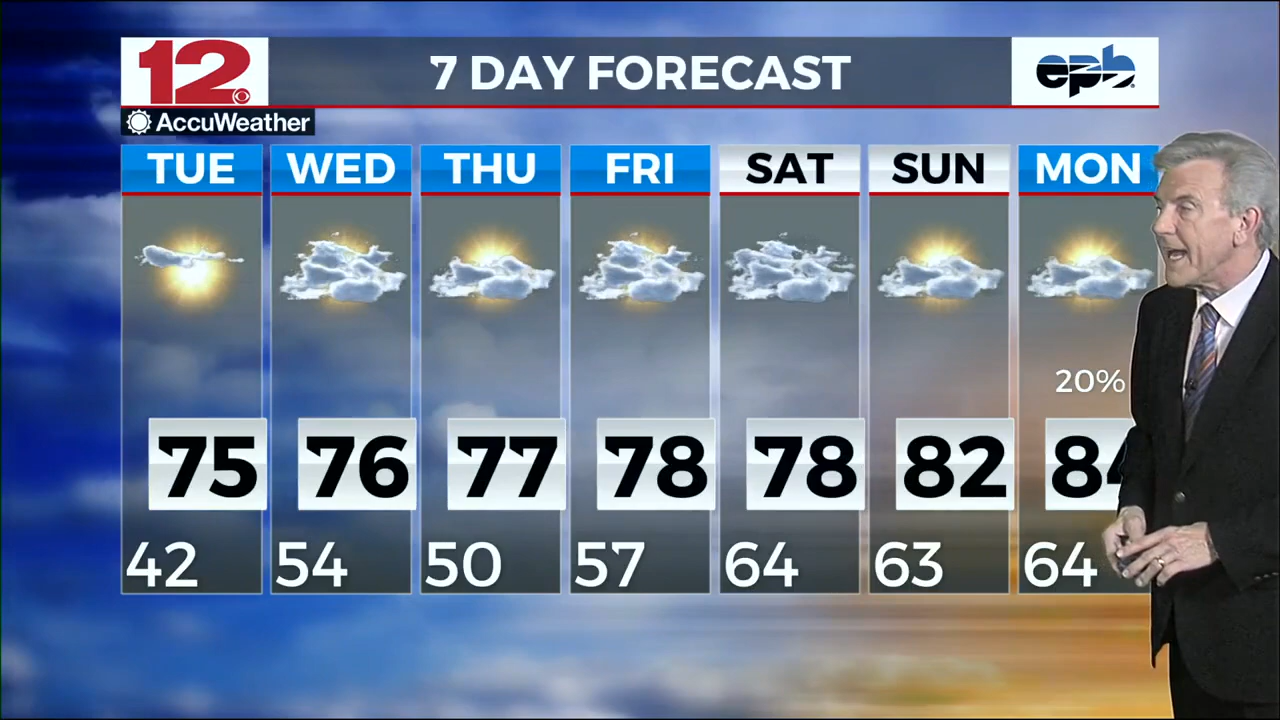 12
7 DAY FORECAST
epb
AccuWeather
TUE WED THU FRI SAT SUN MON
20%
75 76 77 78 78 82 84
42 54 50 57 64 63 64